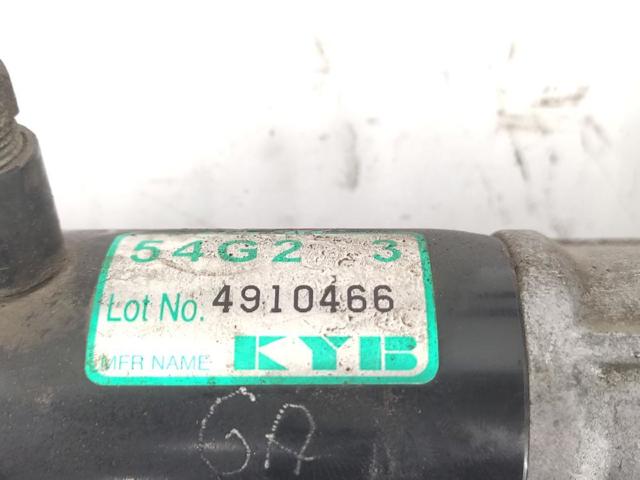 54G2 3
Lot No. 4910466
MFR NAME KYB
GA